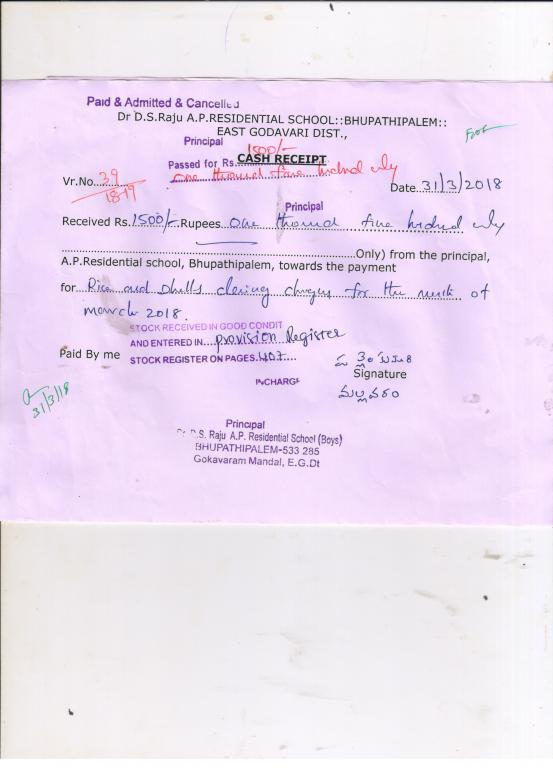 Paid & Admitted & Cancelled
Dr D.S.Raju A.P.RESIDENTIAL SCHOOL::BHUPATHIPALEM::
EAST GODAVARI DIST.,
Principal
1500/-
CASH RECEIPT
Passed for Rs. one thousand five hundred only
Vr.No. 39
1879
Date 31/3/2018
Principal
Received Rs. 1500/- Rupees one thousand five hundred only
Only) from the principal,
A.P.Residential school, Bhupathipalem, towards the payment
for Rice and Dhalls clening charges for the month of
march 2018.
STOCK RECEIVED IN GOOD CONDIT
AND ENTERED IN provision Register
Paid By me
STOCK REGISTER ON PAGES 407
Signature
INCHARGE
మల్లవరం
31/3/18
Principal
Dr D.S. Raju A.P. Residential School (Boys)
BHUPATHIPALEM-533 285
Gokavaram Mandal, E.G.Dt